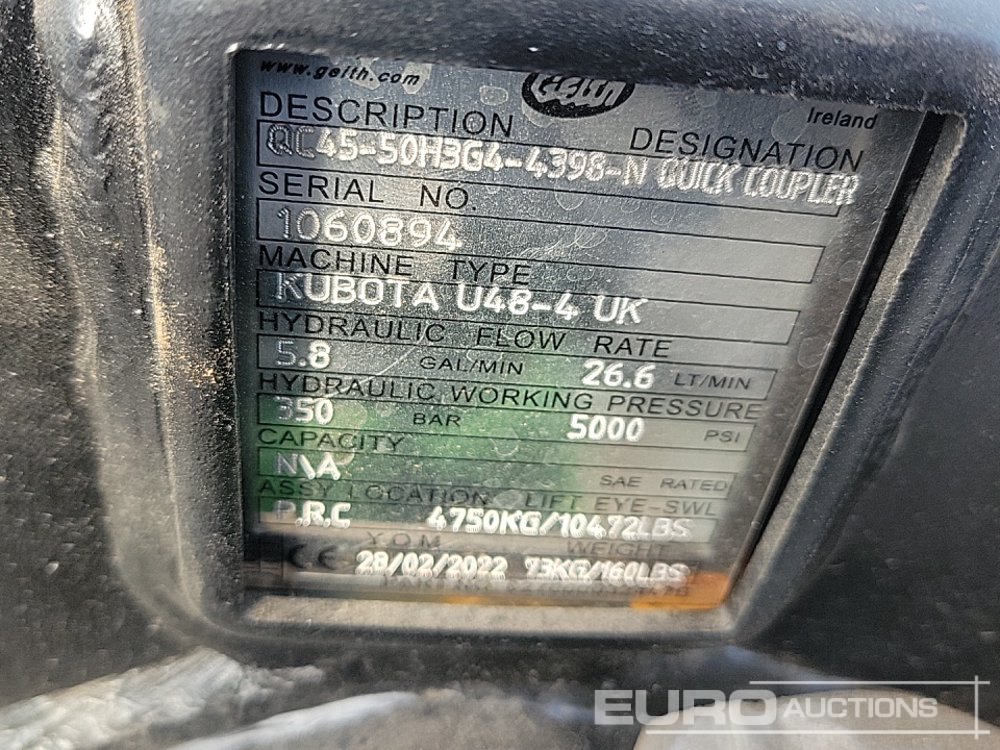 www.geith.com
Geith
Ireland
DESCRIPTION DESIGNATION
QC45-50H3G4-4398-N QUICK COUPLER
SERIAL NO.
1060894
MACHINE TYPE
KUBOTA U48-4 UK
HYDRAULIC FLOW RATE
5.8 GAL/MIN 26.6 LT/MIN
HYDRAULIC WORKING PRESSURE
350 BAR 5000 PSI
CAPACITY
N\A SAE RATED
ASSY LOCATION LIFT EYE-SWL
P.R.C 4750KG/10472LBS
Y.O.M. WEIGHT
CE 28/02/2022 73KG/160LBS
EURO AUCTIONS